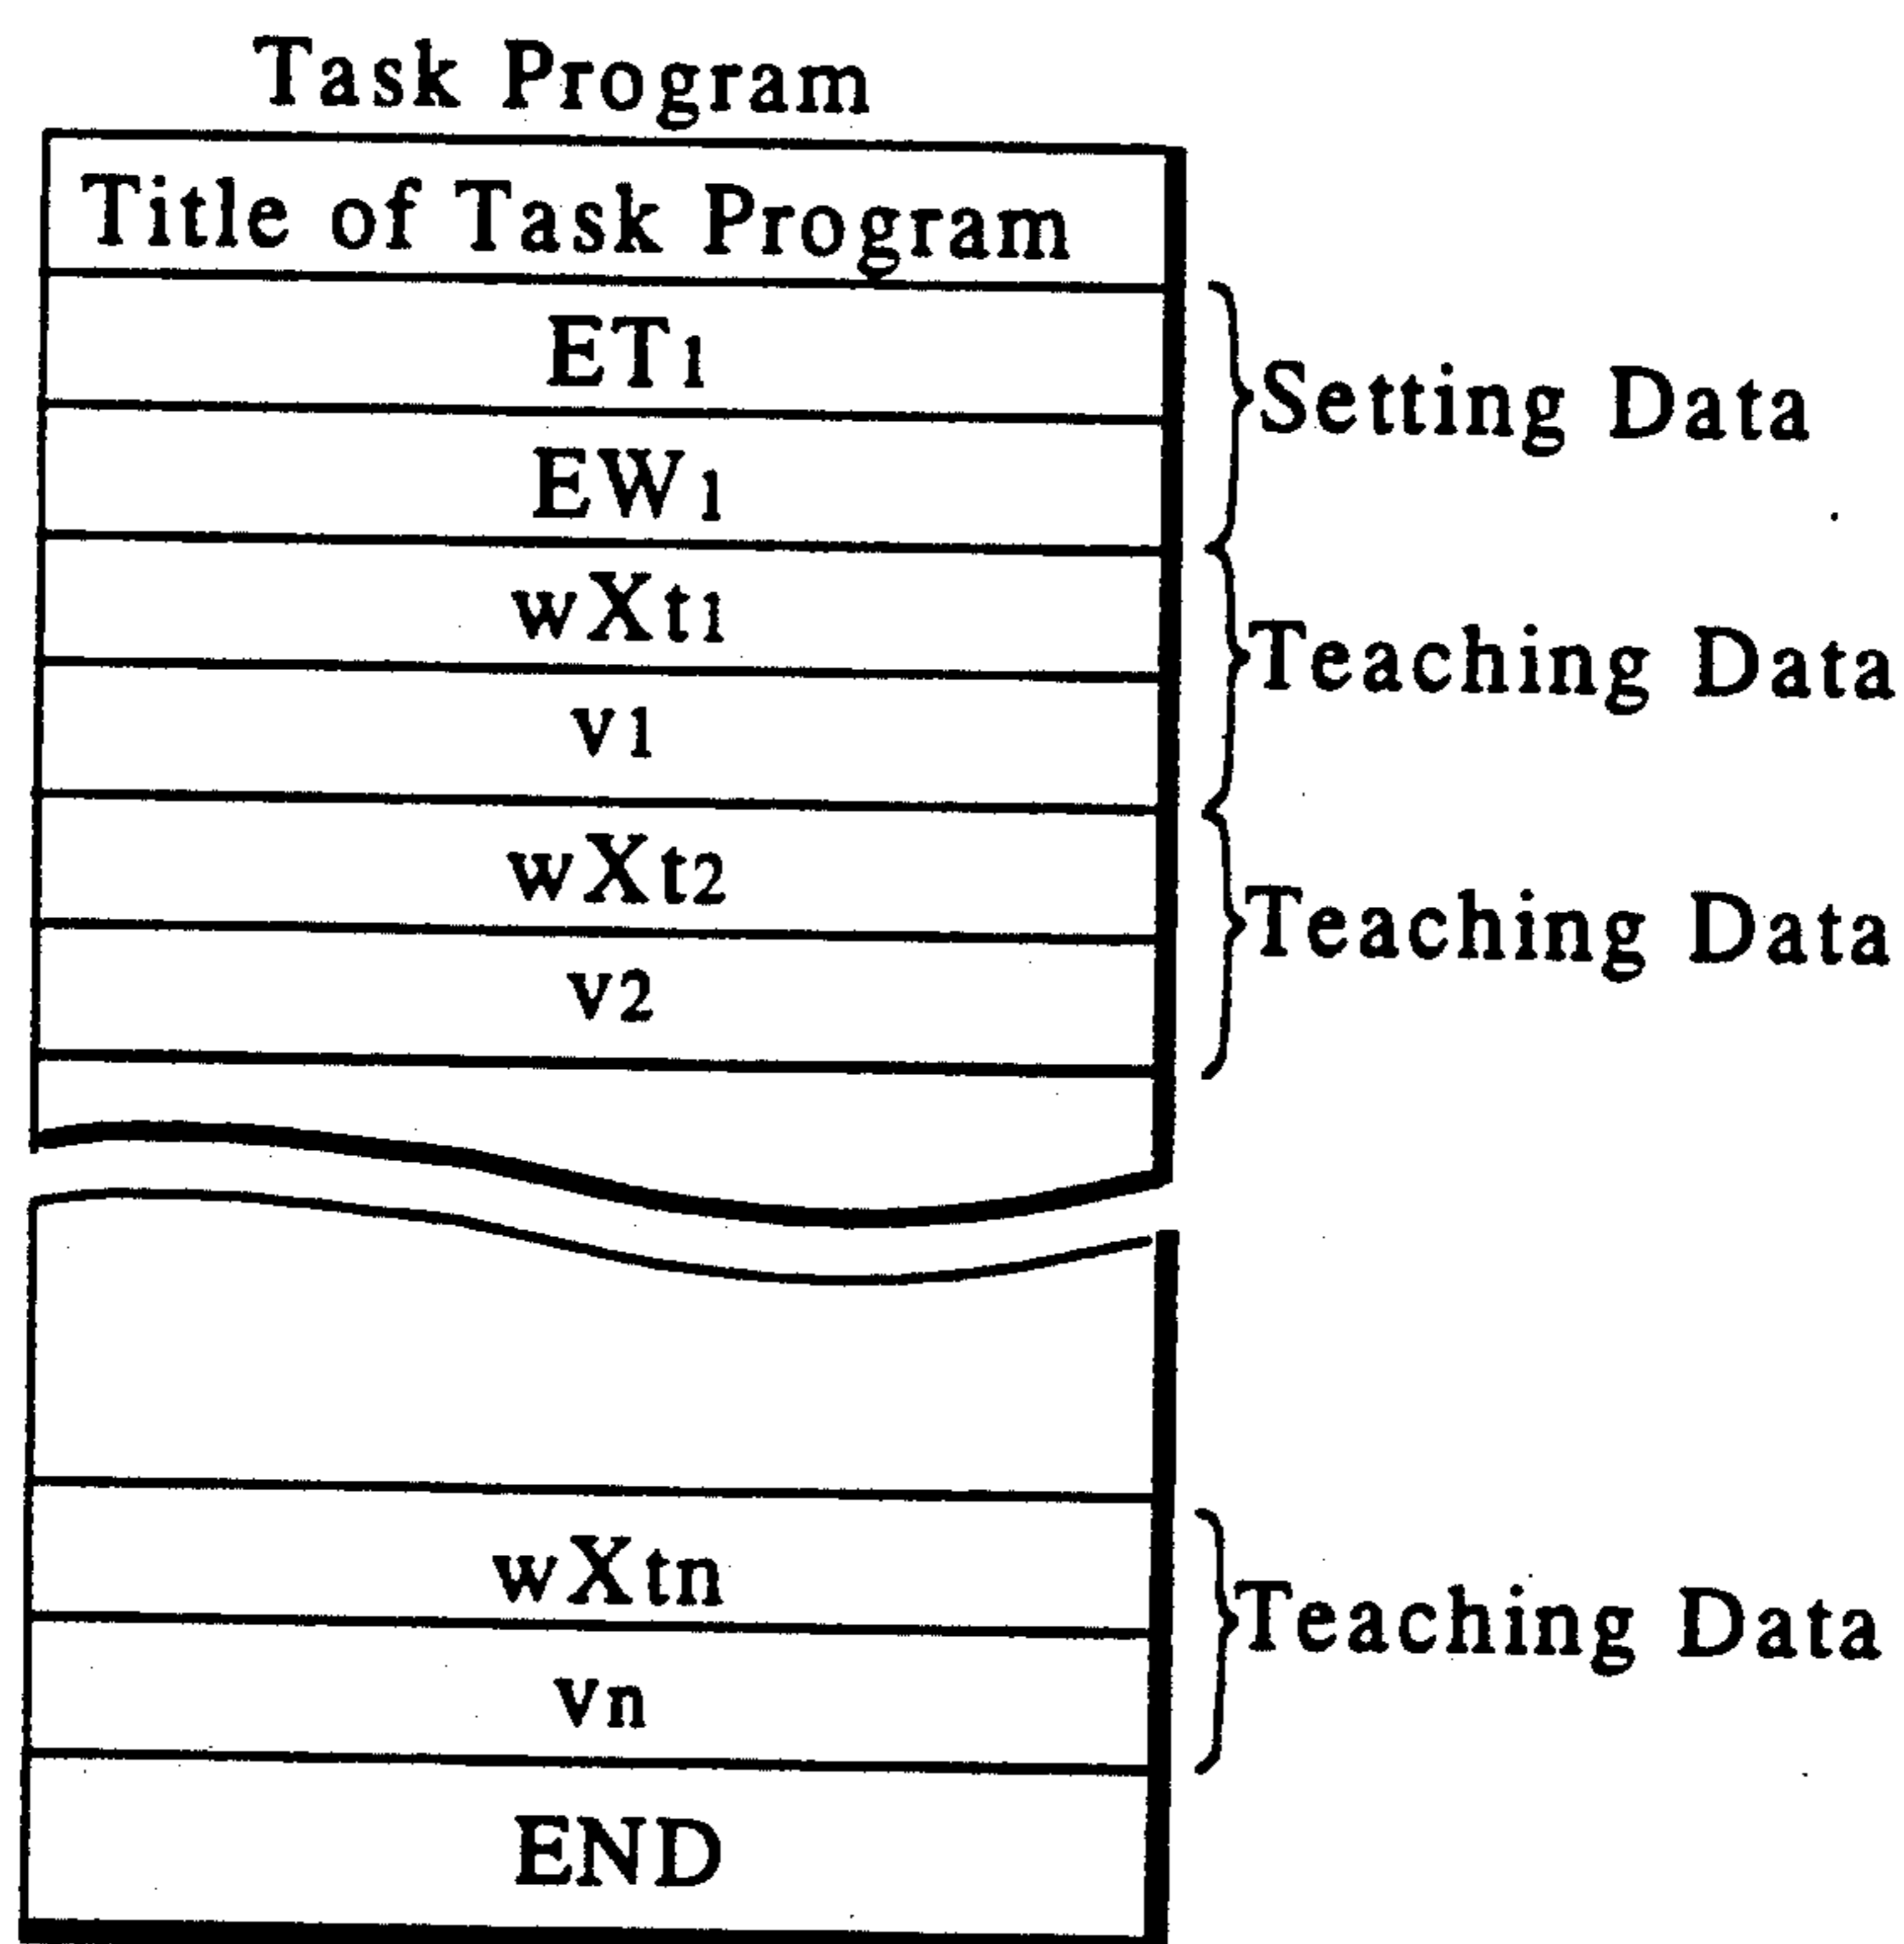 Task Program
Title of Task Program
ET1
EW1
Setting Data
wXt1
v1
Teaching Data
wXt2
v2
Teaching Data
wXtn
vn
Teaching Data
END